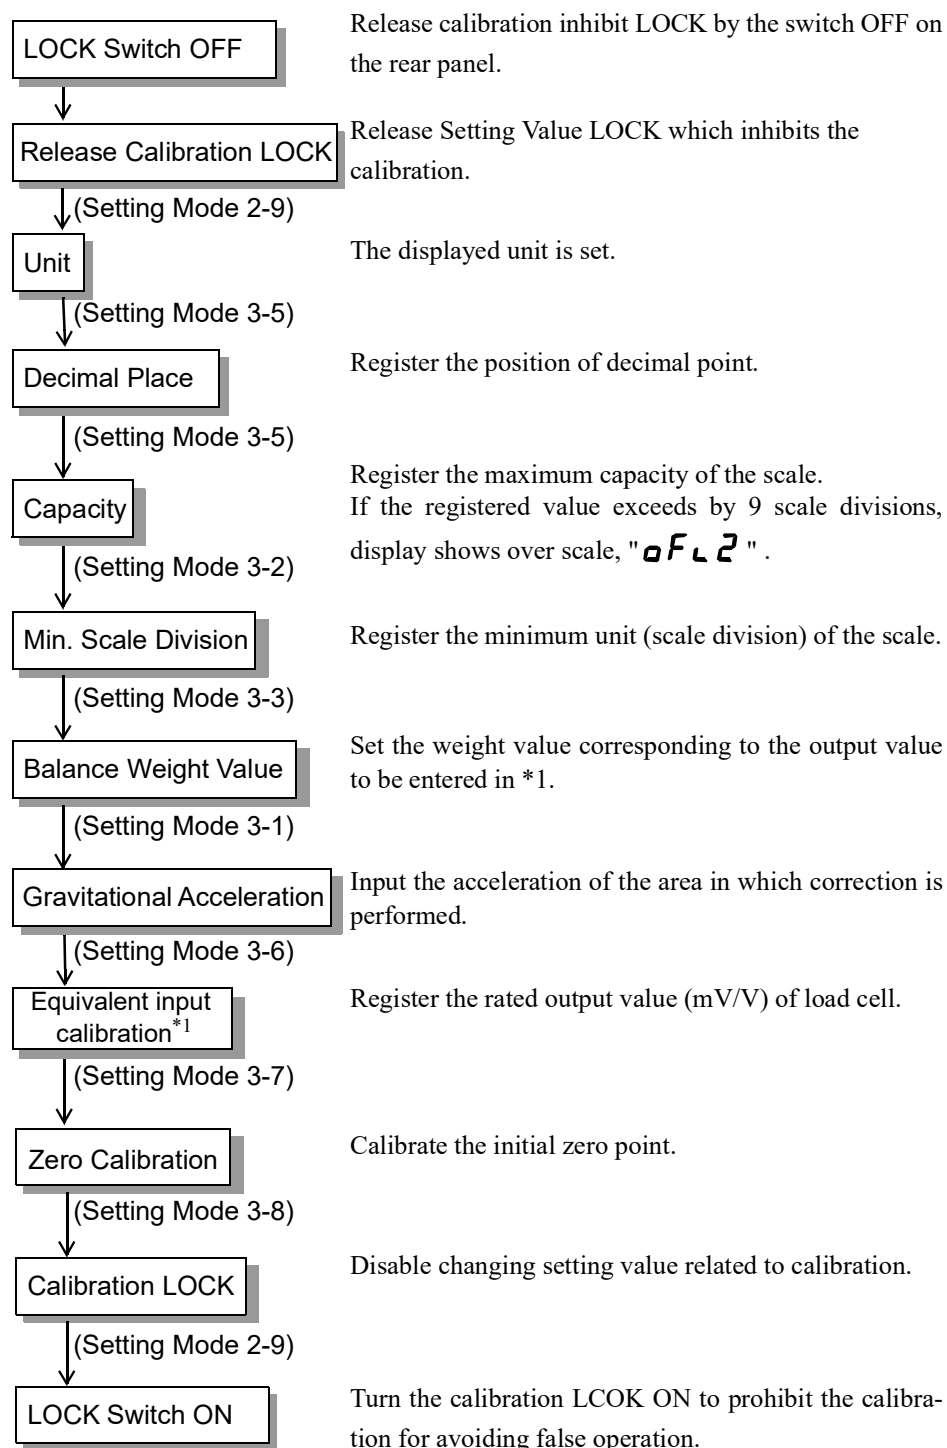 LOCK Switch OFF
Release calibration inhibit LOCK by the switch OFF on
the rear panel.
Release Calibration LOCK
Release Setting Value LOCK which inhibits the
calibration.
(Setting Mode 2-9)
Unit
The displayed unit is set.
(Setting Mode 3-5)
Decimal Place
Register the position of decimal point.
(Setting Mode 3-5)
Capacity
Register the maximum capacity of the scale.
If the registered value exceeds by 9 scale divisions,
display shows over scale, "oFL2" .
(Setting Mode 3-2)
Min. Scale Division
Register the minimum unit (scale division) of the scale.
(Setting Mode 3-3)
Balance Weight Value
Set the weight value corresponding to the output value
to be entered in *1.
(Setting Mode 3-1)
Gravitational Acceleration
Input the acceleration of the area in which correction is
performed.
(Setting Mode 3-6)
Equivalent input
calibration*1
Register the rated output value (mV/V) of load cell.
(Setting Mode 3-7)
Zero Calibration
Calibrate the initial zero point.
(Setting Mode 3-8)
Calibration LOCK
Disable changing setting value related to calibration.
(Setting Mode 2-9)
LOCK Switch ON
Turn the calibration LCOK ON to prohibit the calibra-
tion for avoiding false operation.